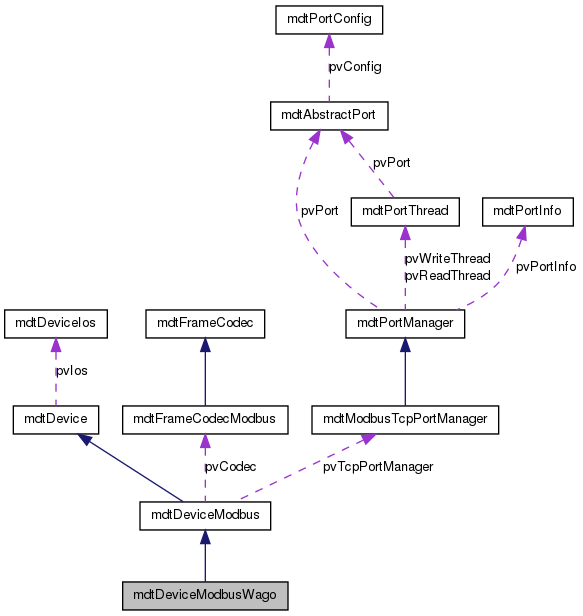 mdtPortConfig
pvConfig
mdtAbstractPort
pvPort
pvPort
mdtPortThread
mdtPortInfo
pvWriteThread
pvReadThread
pvPortInfo
mdtDeviceIos
mdtFrameCodec
mdtPortManager
pvIos
mdtDevice
mdtFrameCodecModbus
mdtModbusTcpPortManager
pvCodec
pvTcpPortManager
mdtDeviceModbus
mdtDeviceModbusWago